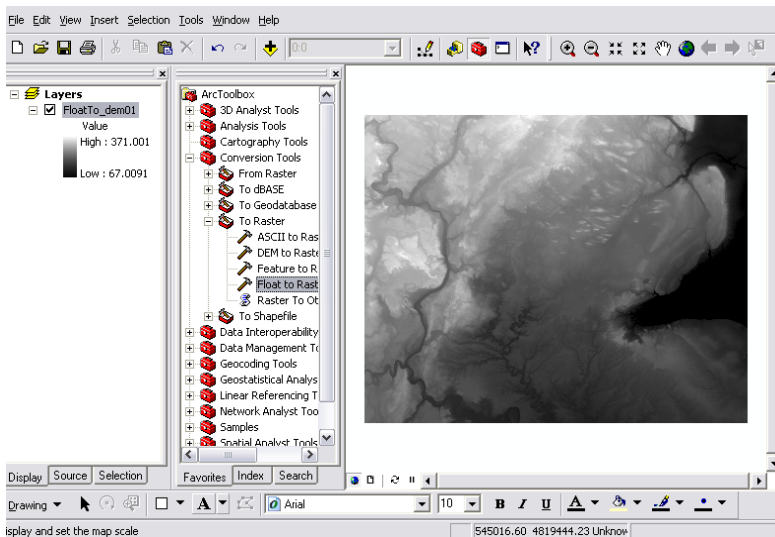 File Edit View Insert Selection Tools Window Help
0:0
Layers
FloatTo_dem01
Value
High : 371.001
Low : 67.0091
ArcToolbox
3D Analyst Tools
Analysis Tools
Cartography Tools
Conversion Tools
From Raster
To dBASE
To Geodatabase
To Raster
ASCII to Ras
DEM to Raste
Feature to R
Float to Rast
Raster To Ot
To Shapefile
Data Interoperability
Data Management To
Geocoding Tools
Geostatistical Analys
Linear Referencing T
Network Analyst Too
Samples
Spatial Analyst Tools
Display Source Selection
Favorites Index Search
Drawing A Arial 10 B I U A
isplay and set the map scale
545016.60 4819444.23 Unknow